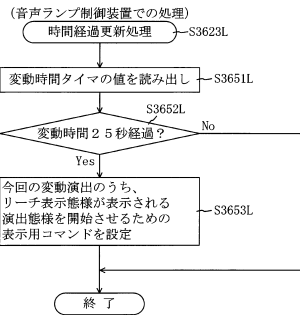 (音声ランプ制御装置での処理)
時間経過更新処理
S3623L
変動時間タイマの値を読み出し
S3651L
S3652L
変動時間25秒経過?
No
Yes
今回の変動演出のうち、
リーチ表示態様が表示される
演出態様を開始させるための
表示用コマンドを設定
S3653L
終了